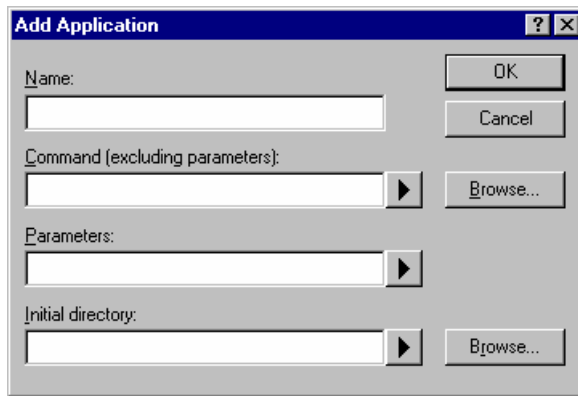 Add Application
?
Name:
OK
Cancel
Command (excluding parameters):
Browse...
Parameters:
Initial directory:
Browse...